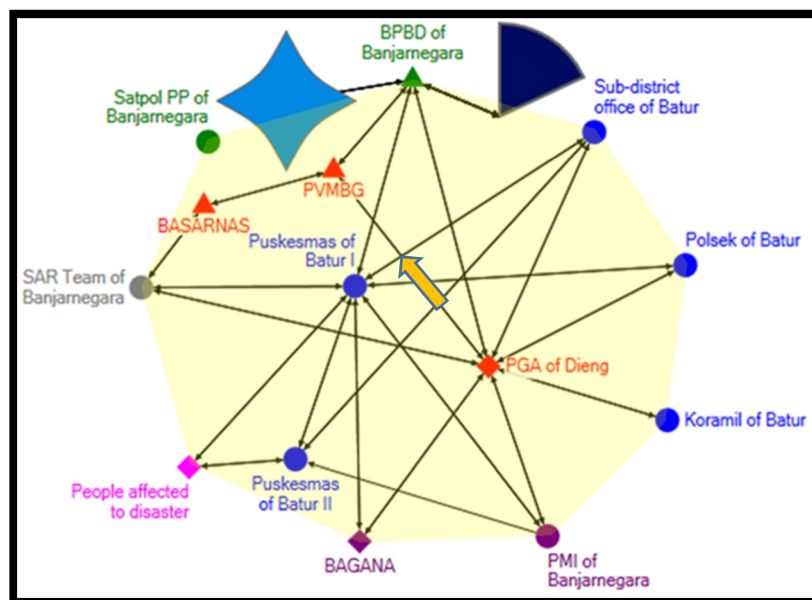 BPBD of
Banjarnegara
Sub-district
office of Batur
Satpol PP of
Banjarnegara
PVMBG
BASARNAS
Puskesmas of
Batur I
Polsek of Batur
SAR Team of
Banjarnegara
PGA of Dieng
Koramil of Batur
People affected
to disaster
Puskesmas
of Batur II
BAGANA
PMI of
Banjarnegara